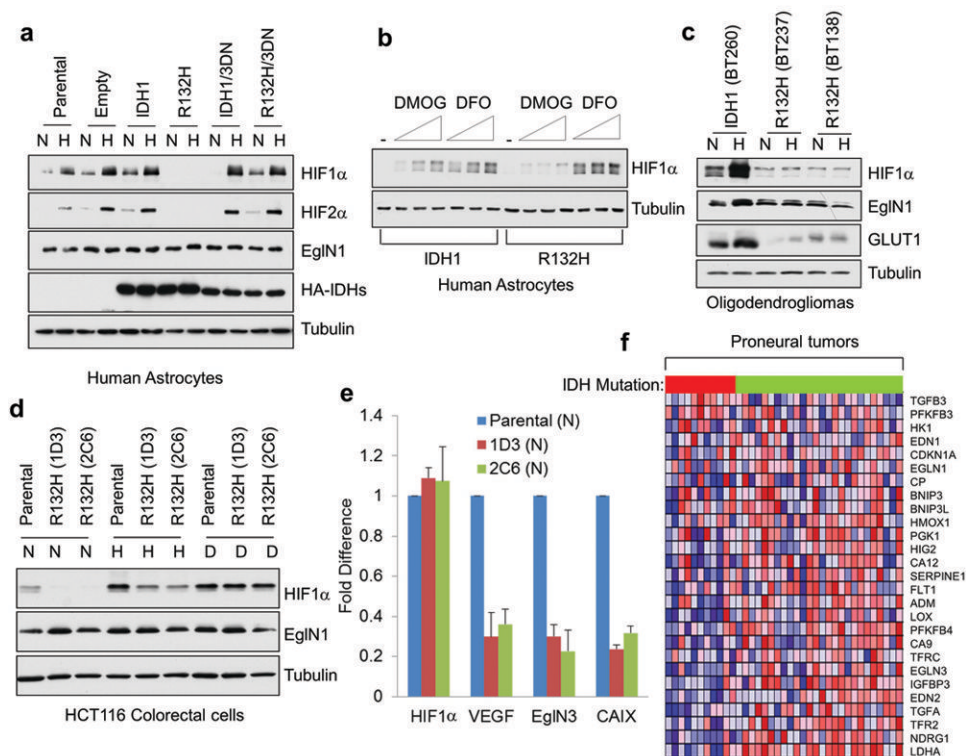 a
Parental
Empty
IDH1
R132H
IDH1/3DN
R132H/3DN
N H N H N H N H N H N H
HIF1α
HIF2α
EglN1
HA-IDHs
Tubulin
Human Astrocytes
b
DMOG DFO DMOG DFO
- -
HIF1α
Tubulin
IDH1 R132H
Human Astrocytes
c
IDH1 (BT260)
R132H (BT237)
R132H (BT138)
N H N H N H
HIF1α
EglN1
GLUT1
Tubulin
Oligodendrogliomas
d
Parental
R132H (1D3)
R132H (2C6)
Parental
R132H (1D3)
R132H (2C6)
Parental
R132H (1D3)
R132H (2C6)
N N N H H H D D D
HIF1α
EglN1
Tubulin
HCT116 Colorectal cells
e
Fold Difference
1.4
1.2
1
0.8
0.6
0.4
0.2
0
Parental (N)
1D3 (N)
2C6 (N)
HIF1α VEGF EglN3 CAIX
f
Proneural tumors
IDH Mutation:
TGFB3
PFKFB3
HK1
EDN1
CDKN1A
EGLN1
CP
BNIP3
BNIP3L
HMOX1
PGK1
HIG2
CA12
SERPINE1
FLT1
ADM
LOX
PFKFB4
CA9
TFRC
EGLN3
IGFBP3
EDN2
TGFA
TFR2
NDRG1
LDHA